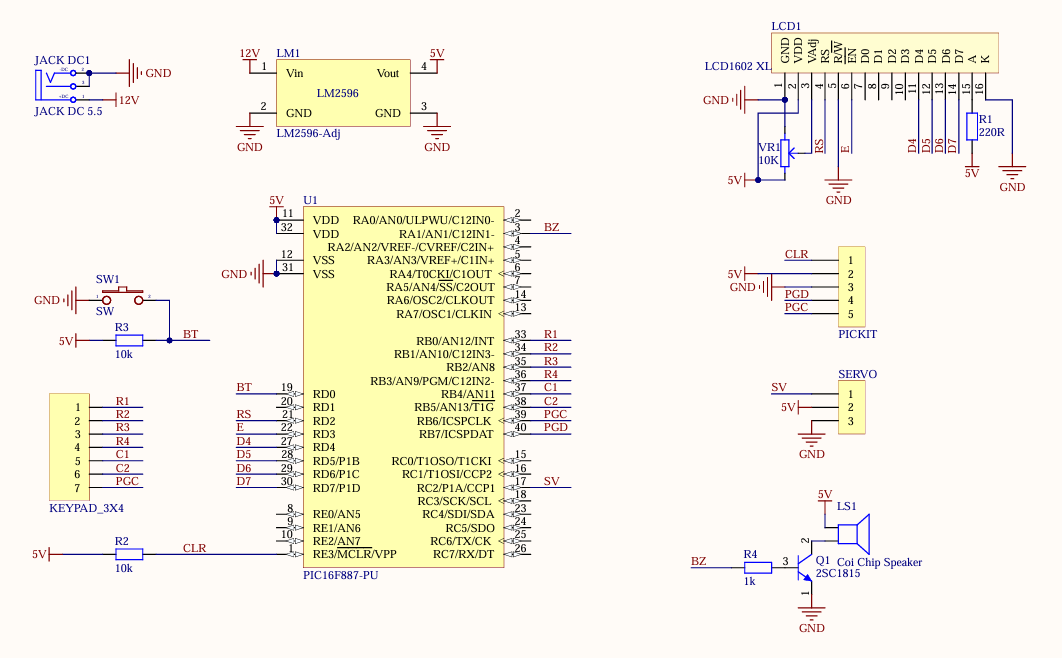 JACK DC1
GND
12V
JACK DC 5.5
LM1
12V
1
Vin
Vout
4
5V
LM2596
2
GND
GND
3
LM2596-Adj
GND
GND
LCD1
LCD1602 XL
GND
VDD
VAdj
RS
R/W
EN
D0
D1
D2
D3
D4
D5
D6
D7
A
K
1
2
3
4
5
6
7
8
9
10
11
12
13
14
15
16
GND
VR1
10K
RS
E
D4
D5
D6
D7
R1
220R
5V
5V
GND
GND
U1
5V
11
VDD
32
VDD
12
VSS
GND
31
VSS
RA0/AN0/ULPWU/C12IN0-
2
RA1/AN1/C12IN1-
3
BZ
RA2/AN2/VREF-/CVREF/C2IN+
4
RA3/AN3/VREF+/C1IN+
5
RA4/T0CKI/C1OUT
6
RA5/AN4/SS/C2OUT
7
RA6/OSC2/CLKOUT
14
RA7/OSC1/CLKIN
13
RB0/AN12/INT
33
R1
RB1/AN10/C12IN3-
34
R2
RB2/AN8
35
R3
RB3/AN9/PGM/C12IN2-
36
R4
RB4/AN11
37
C1
RB5/AN13/T1G
38
C2
RB6/ICSPCLK
39
PGC
RB7/ICSPDAT
40
PGD
BT
19
RD0
20
RD1
RS
21
RD2
E
22
RD3
D4
27
RD4
D5
28
RD5/P1B
D6
29
RD6/P1C
D7
30
RD7/P1D
RC0/T1OSO/T1CKI
15
RC1/T1OSI/CCP2
16
RC2/P1A/CCP1
17
SV
RC3/SCK/SCL
18
RC4/SDI/SDA
23
RC5/SDO
24
RC6/TX/CK
25
RC7/RX/DT
26
8
RE0/AN5
9
RE1/AN6
10
RE2/AN7
1
RE3/MCLR/VPP
PIC16F887-PU
SW1
GND
1
2
SW
R3
5V
BT
10k
1
R1
2
R2
3
R3
4
R4
5
C1
6
C2
7
PGC
KEYPAD_3X4
R2
5V
CLR
10k
CLR
1
5V
2
GND
3
PGD
4
PGC
5
PICKIT
SERVO
SV
1
5V
2
3
GND
5V
LS1
2
Coi Chip Speaker
BZ
R4
1k
3
Q1
2SC1815
1
GND